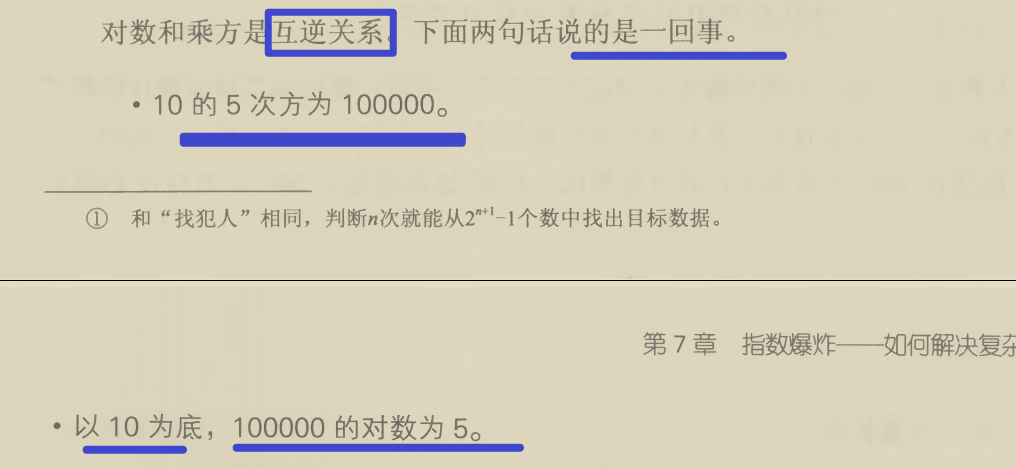 对数和乘方是互逆关系。下面两句话说的是一回事。
• 10 的 5 次方为 100000。
① 和“找犯人”相同，判断n次就能从2ⁿ⁺¹−1个数中找出目标数据。
第 7 章 指数爆炸——如何解决复杂
• 以 10 为底，100000 的对数为 5。